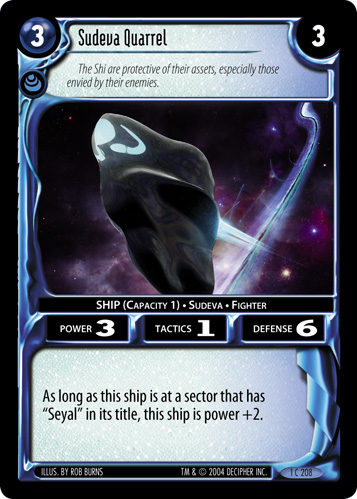 3 Sudeva Quarrel 3
The Shi are protective of their assets, especially those
envied by their enemies.
SHIP (CAPACITY 1) • SUDEVA • FIGHTER
POWER 3 TACTICS 1 DEFENSE 6
As long as this ship is at a sector that has
“Seyal” in its title, this ship is power +2.
ILLUS. BY ROB BURNS TM & © 2004 DECIPHER INC. 1 C 208